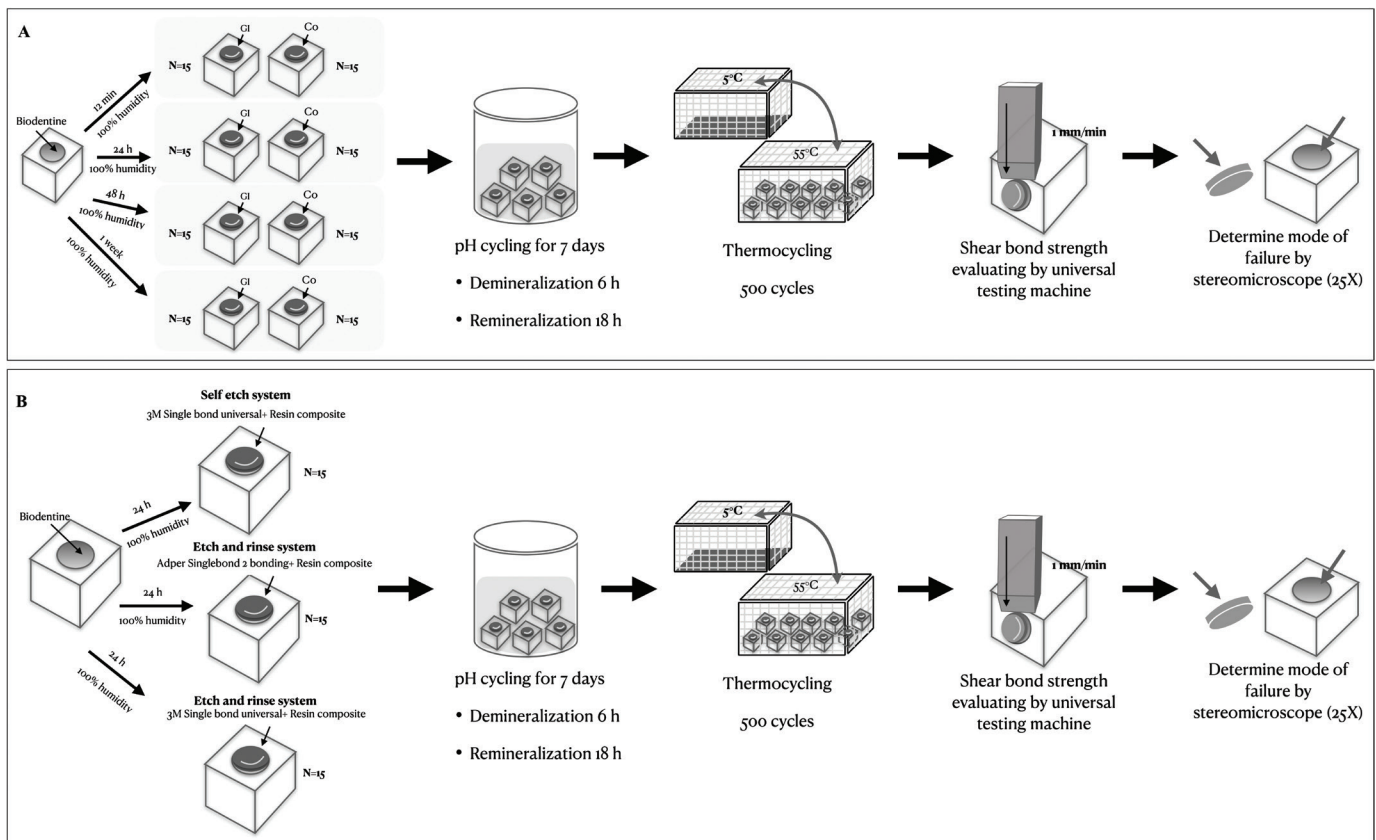 A
Biodentine
12 min
100% humidity
24 h
100% humidity
48 h
100% humidity
1 week
100% humidity
N=15
GI
Co
N=15
N=15
GI
Co
N=15
N=15
GI
Co
N=15
N=15
GI
Co
N=15
pH cycling for 7 days
• Demineralization 6 h
• Remineralization 18 h
5°C
55°C
Thermocycling
500 cycles
1 mm/min
Shear bond strength
evaluating by universal
testing machine
Determine mode of
failure by
stereomicroscope (25X)
B
Biodentine
24 h
100% humidity
24 h
100% humidity
24 h
100% humidity
Self etch system
3M Single bond universal+ Resin composite
N=15
Etch and rinse system
Adper Singlebond 2 bonding+ Resin composite
N=15
Etch and rinse system
3M Single bond universal+ Resin composite
N=15
pH cycling for 7 days
• Demineralization 6 h
• Remineralization 18 h
5°C
55°C
Thermocycling
500 cycles
1 mm/min
Shear bond strength
evaluating by universal
testing machine
Determine mode of
failure by
stereomicroscope (25X)